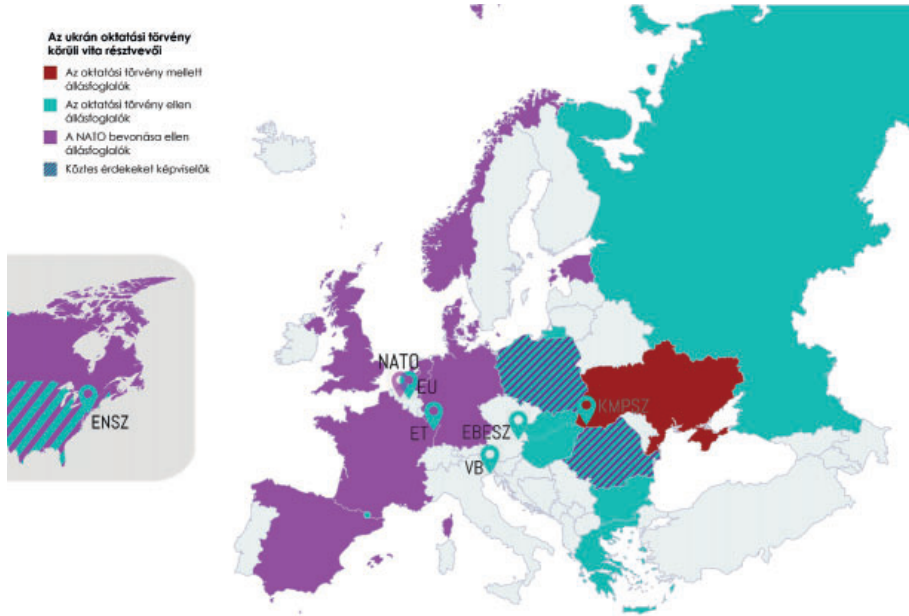 Az ukrán oktatási törvény
körüli vita résztvevői
Az oktatási törvény mellett
állásfoglalók
Az oktatási törvény ellen
állásfoglalók
A NATO bevonása ellen
állásfoglalók
Köztes érdekeket képviselők
NATO
EU
KMPSZ
ENSZ
ET
EBESZ
VB